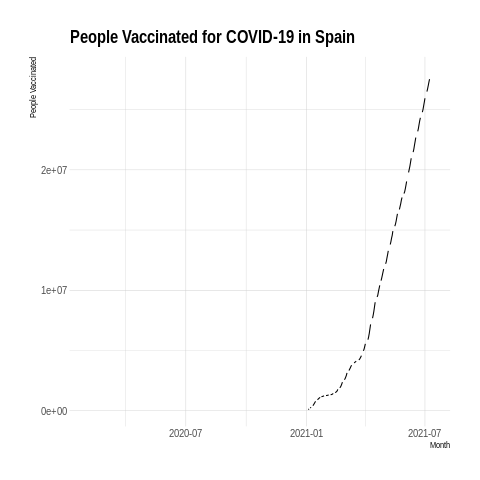 People Vaccinated for COVID-19 in Spain
People Vaccinated
2e+07
1e+07
0e+00
2020-07
2021-01
2021-07
Month